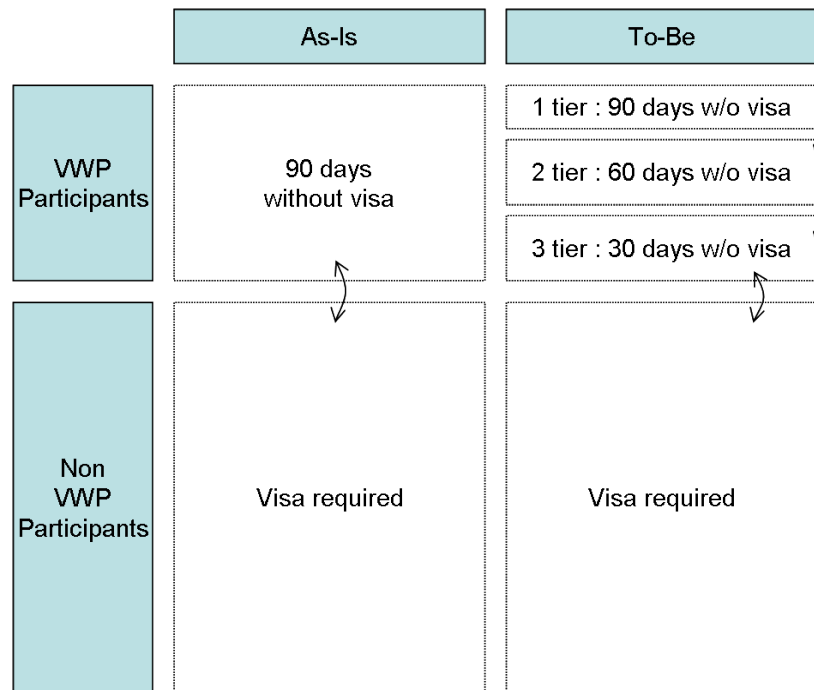 As-Is
To-Be
VWP
Participants
90 days
without visa
1 tier : 90 days w/o visa
2 tier : 60 days w/o visa
3 tier : 30 days w/o visa
Non
VWP
Participants
Visa required
Visa required